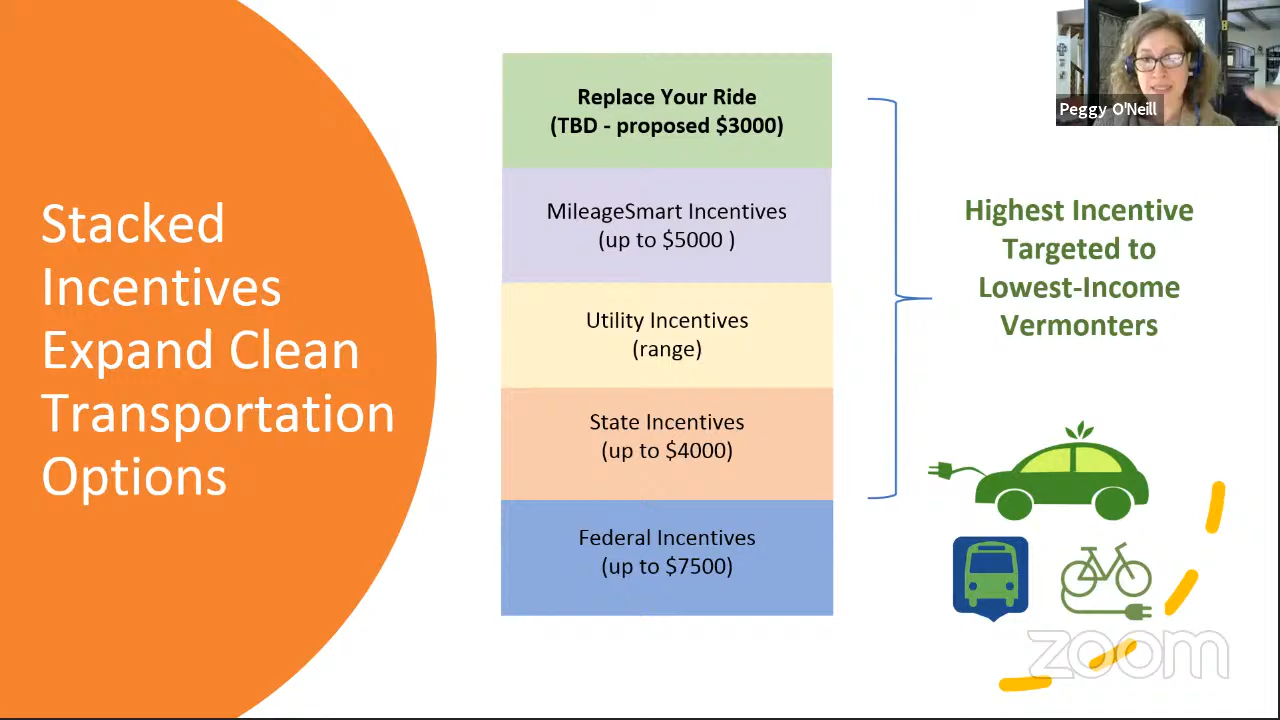 Stacked
Incentives
Expand Clean
Transportation
Options
Replace Your Ride
(TBD - proposed $3000)
MileageSmart Incentives
(up to $5000 )
Utility Incentives
(range)
State Incentives
(up to $4000)
Federal Incentives
(up to $7500)
Peggy O'Neill
Highest Incentive
Targeted to
Lowest-Income
Vermonters
zoom